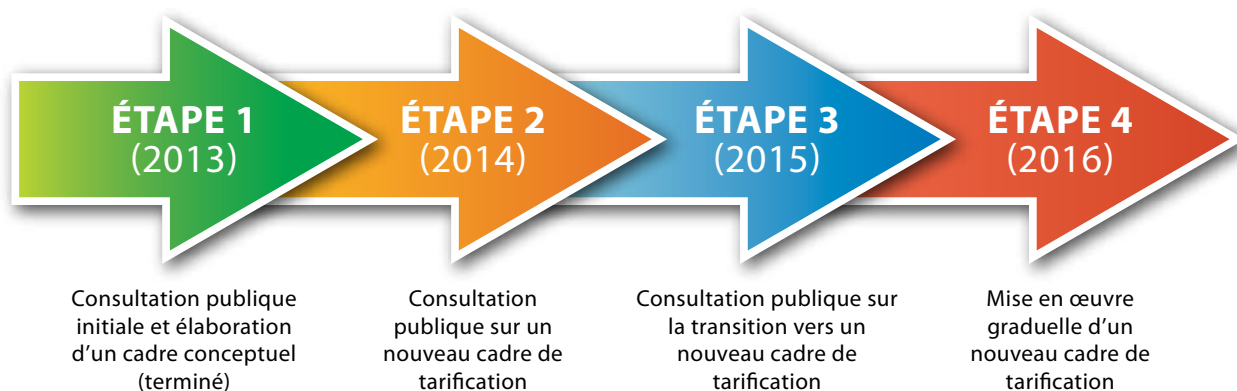 ÉTAPE 1
(2013)
ÉTAPE 2
(2014)
ÉTAPE 3
(2015)
ÉTAPE 4
(2016)
Consultation publique
initiale et élaboration
d’un cadre conceptuel
(terminé)
Consultation
publique sur un
nouveau cadre de
tarification
Consultation publique sur
la transition vers un
nouveau cadre de
tarification
Mise en œuvre
graduelle d’un
nouveau cadre de
tarification